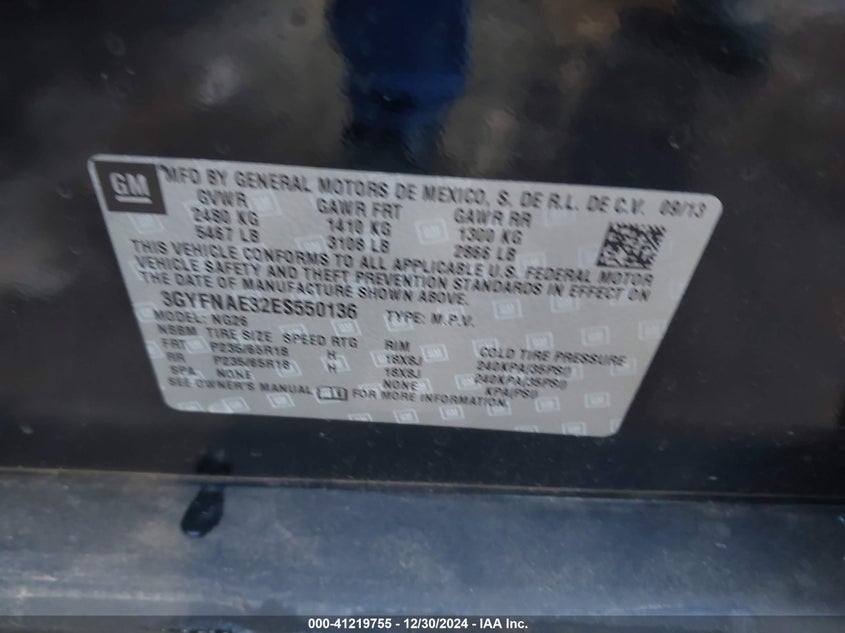 GM
MFD BY GENERAL MOTORS DE MEXICO, S. DE R.L. DE C.V. 09/13
GVWR GAWR FRT GAWR RR
2480 KG 1410 KG 1300 KG
5467 LB 3108 LB 2866 LB
THIS VEHICLE CONFORMS TO ALL APPLICABLE U.S. FEDERAL MOTOR
VEHICLE SAFETY AND THEFT PREVENTION STANDARDS IN EFFECT ON
THE DATE OF MANUFACTURE SHOWN ABOVE.
3GYFNAE32ES550136 TYPE: M.P.V.
MODEL: NG26
NBBM TIRE SIZE SPEED RTG RIM COLD TIRE PRESSURE
FRT P235/65R18 H 18X8J 240KPA(35PSI)
RR P235/65R18 H 18X8J 240KPA(35PSI)
SPA NONE NONE KPA(PSI)
SEE OWNER'S MANUAL FOR MORE INFORMATION.
000-41219755 - 12/30/2024 - IAA Inc.